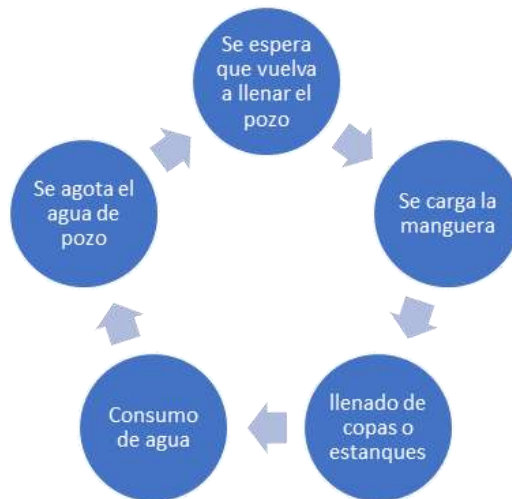 Se espera
que vuelva
a llenar el
pozo
Se carga la
manguera
llenado de
copas o
estanques
Consumo
de agua
Se agota el
agua de
pozo